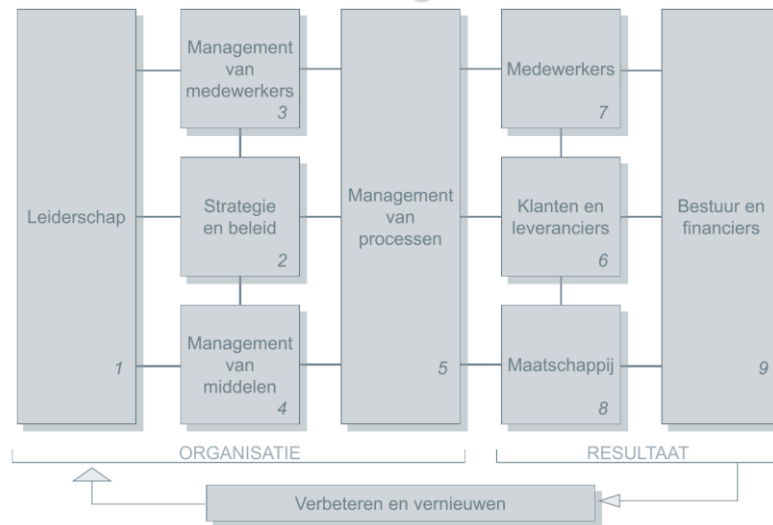 Leiderschap
1
Management
van
medewerkers
3
Strategie
en beleid
2
Management
van
middelen
4
Management
van
processen
5
Medewerkers
7
Klanten en
leveranciers
6
Maatschappij
8
Bestuur en
financiers
9
ORGANISATIE
RESULTAAT
Verbeteren en vernieuwen